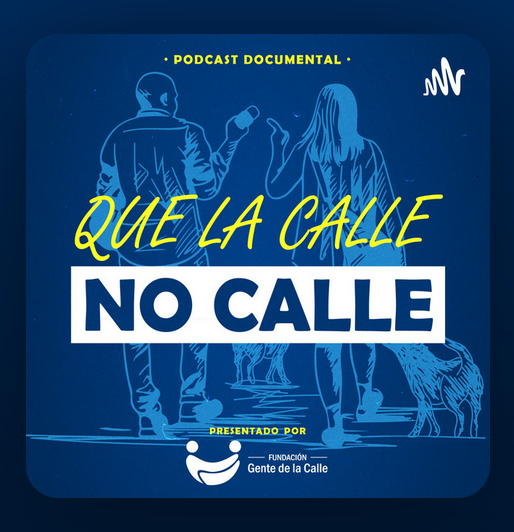 · PODCAST DOCUMENTAL ·
QUE LA CALLE
NO CALLE
PRESENTADO POR
FUNDACIÓN
Gente de la Calle